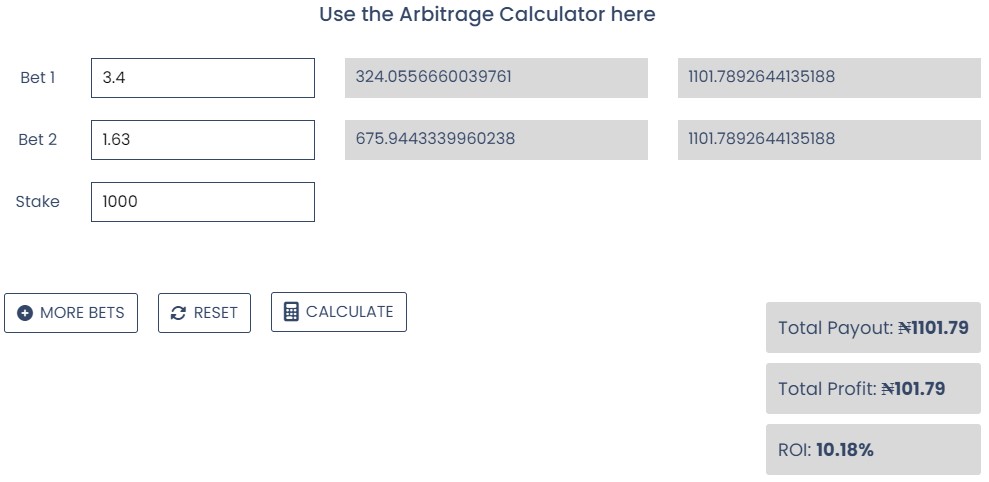 Use the Arbitrage Calculator here
Bet 1 3.4 324.0556660039761 1101.7892644135188
Bet 2 1.63 675.9443339960238 1101.7892644135188
Stake 1000
MORE BETS RESET CALCULATE
Total Payout: ₦1101.79
Total Profit: ₦101.79
ROI: 10.18%